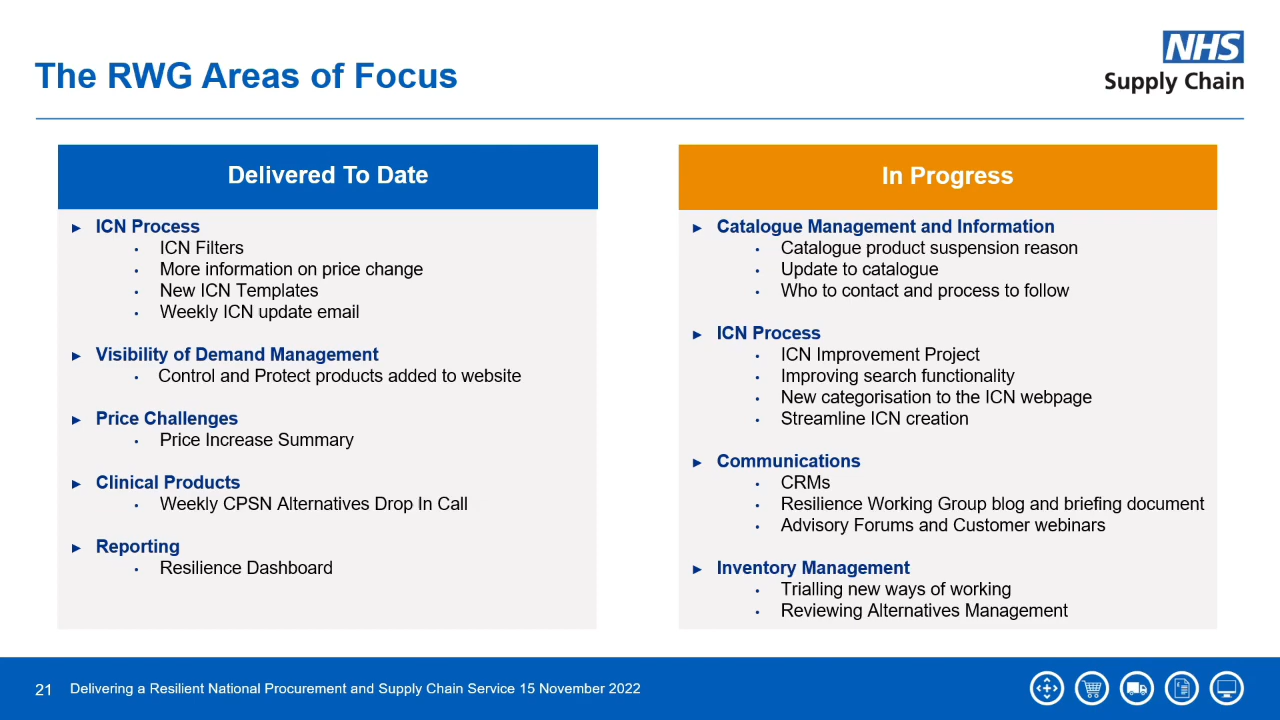 The RWG Areas of Focus
NHS
Supply Chain
Delivered To Date
► ICN Process
• ICN Filters
• More information on price change
• New ICN Templates
• Weekly ICN update email
► Visibility of Demand Management
• Control and Protect products added to website
► Price Challenges
• Price Increase Summary
► Clinical Products
• Weekly CPSN Alternatives Drop In Call
► Reporting
• Resilience Dashboard
In Progress
► Catalogue Management and Information
• Catalogue product suspension reason
• Update to catalogue
• Who to contact and process to follow
► ICN Process
• ICN Improvement Project
• Improving search functionality
• New categorisation to the ICN webpage
• Streamline ICN creation
► Communications
• CRMs
• Resilience Working Group blog and briefing document
• Advisory Forums and Customer webinars
► Inventory Management
• Trialling new ways of working
• Reviewing Alternatives Management
21 Delivering a Resilient National Procurement and Supply Chain Service 15 November 2022